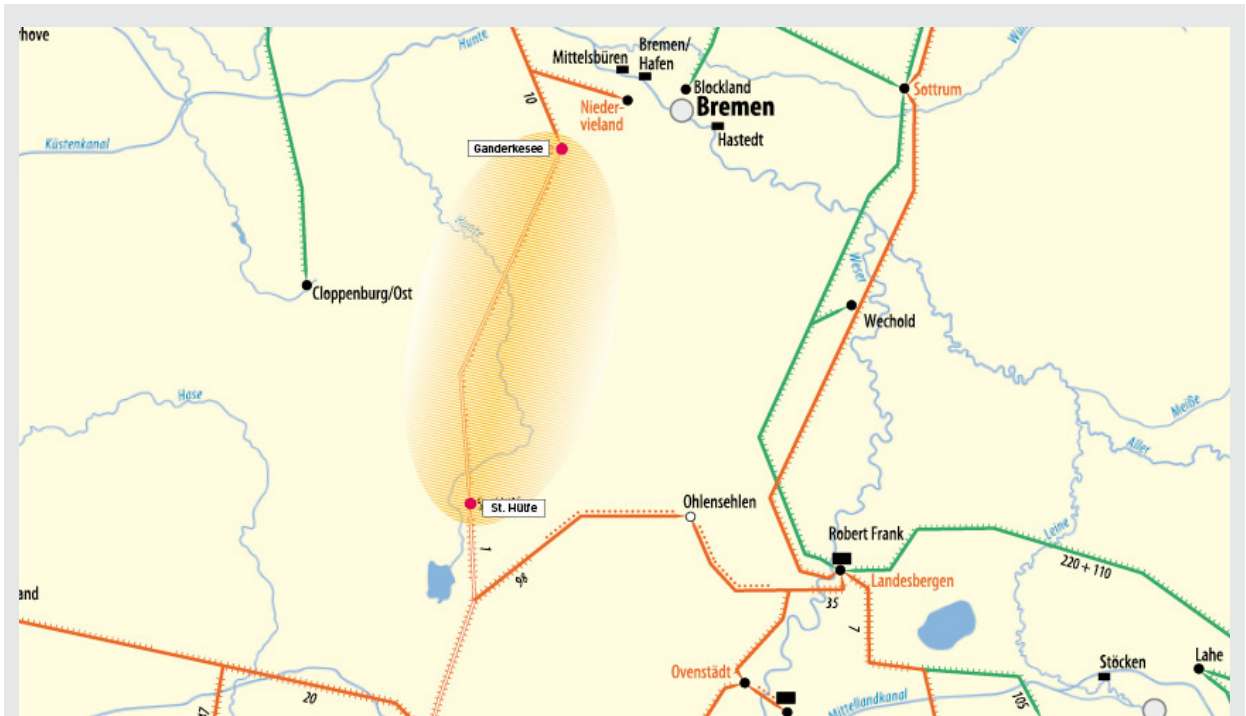 rhove
Hunte
Mittelsbüren
Bremen/
Hafen
Blockland
Bremen
Hastedt
Sottrum
10
Nieder-
vieland
Küstenkanal
Ganderkesee
Hunte
Cloppenburg/Ost
Weser
Wechold
Hase
Meiße
Aller
St. Hülfe
Ohlensehlen
Robert Frank
Leine
1
98
220 + 110
Landesbergen
35
and
7
Ovenstädt
Stöcken
Lahe
20
Mittellandkanal
105